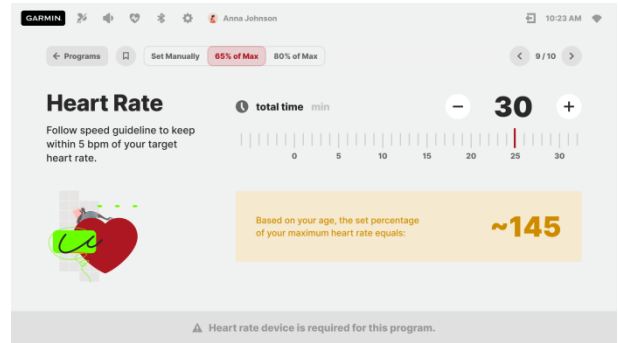 GARMIN.
Anna Johnson
10:23 AM
Programs
Set Manually
65% of Max
80% of Max
9 / 10
Heart Rate
Follow speed guideline to keep
within 5 bpm of your target
heart rate.
total time min
30
0 5 10 15 20 25 30
Based on your age, the set percentage
of your maximum heart rate equals:
~145
Heart rate device is required for this program.